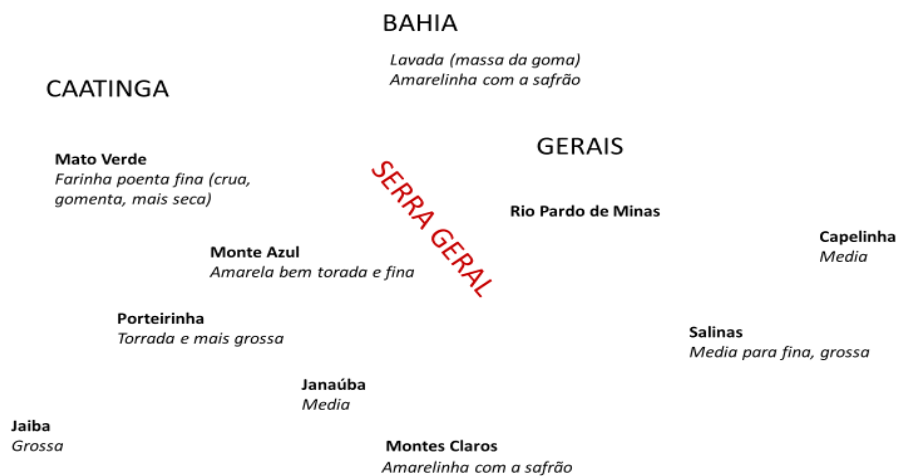 BAHIA
Lavada (massa da goma)
Amarelinha com a safrão
CAATINGA
GERAIS
Mato Verde
Farinha poenta fina (crua,
gomenta, mais seca)
SERRA GERAL
Rio Pardo de Minas
Capelinha
Media
Monte Azul
Amarela bem torada e fina
Porteirinha
Torrada e mais grossa
Salinas
Media para fina, grossa
Janaúba
Media
Jaiba
Grossa
Montes Claros
Amarelinha com a safrão